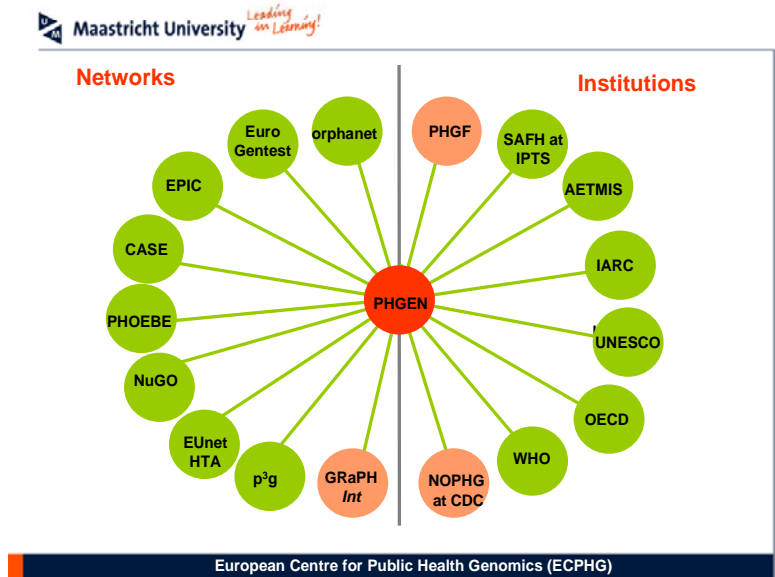 Maastricht University
Leading
in Learning!
Networks
Institutions
Euro
Gentest
orphanet
PHGF
SAFH at
IPTS
EPIC
AETMIS
CASE
IARC
PHGEN
PHOEBE
UNESCO
NuGO
OECD
EUnet
HTA
p³g
GRaPH
Int
NOPHG
at CDC
WHO
European Centre for Public Health Genomics (ECPHG)